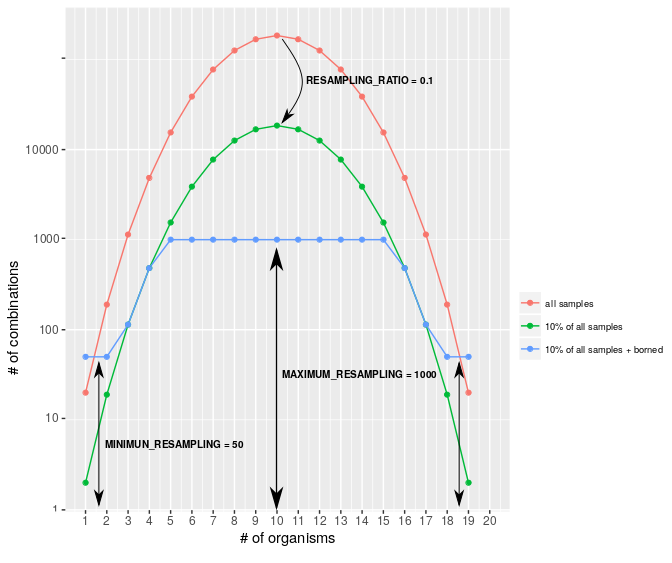 RESAMPLING_RATIO = 0.1
10000
1000
100
10
1
# of combinations
all samples
10% of all samples
10% of all samples + borned
MAXIMUM_RESAMPLING = 1000
MINIMUN_RESAMPLING = 50
1 2 3 4 5 6 7 8 9 10 11 12 13 14 15 16 17 18 19 20
# of organisms